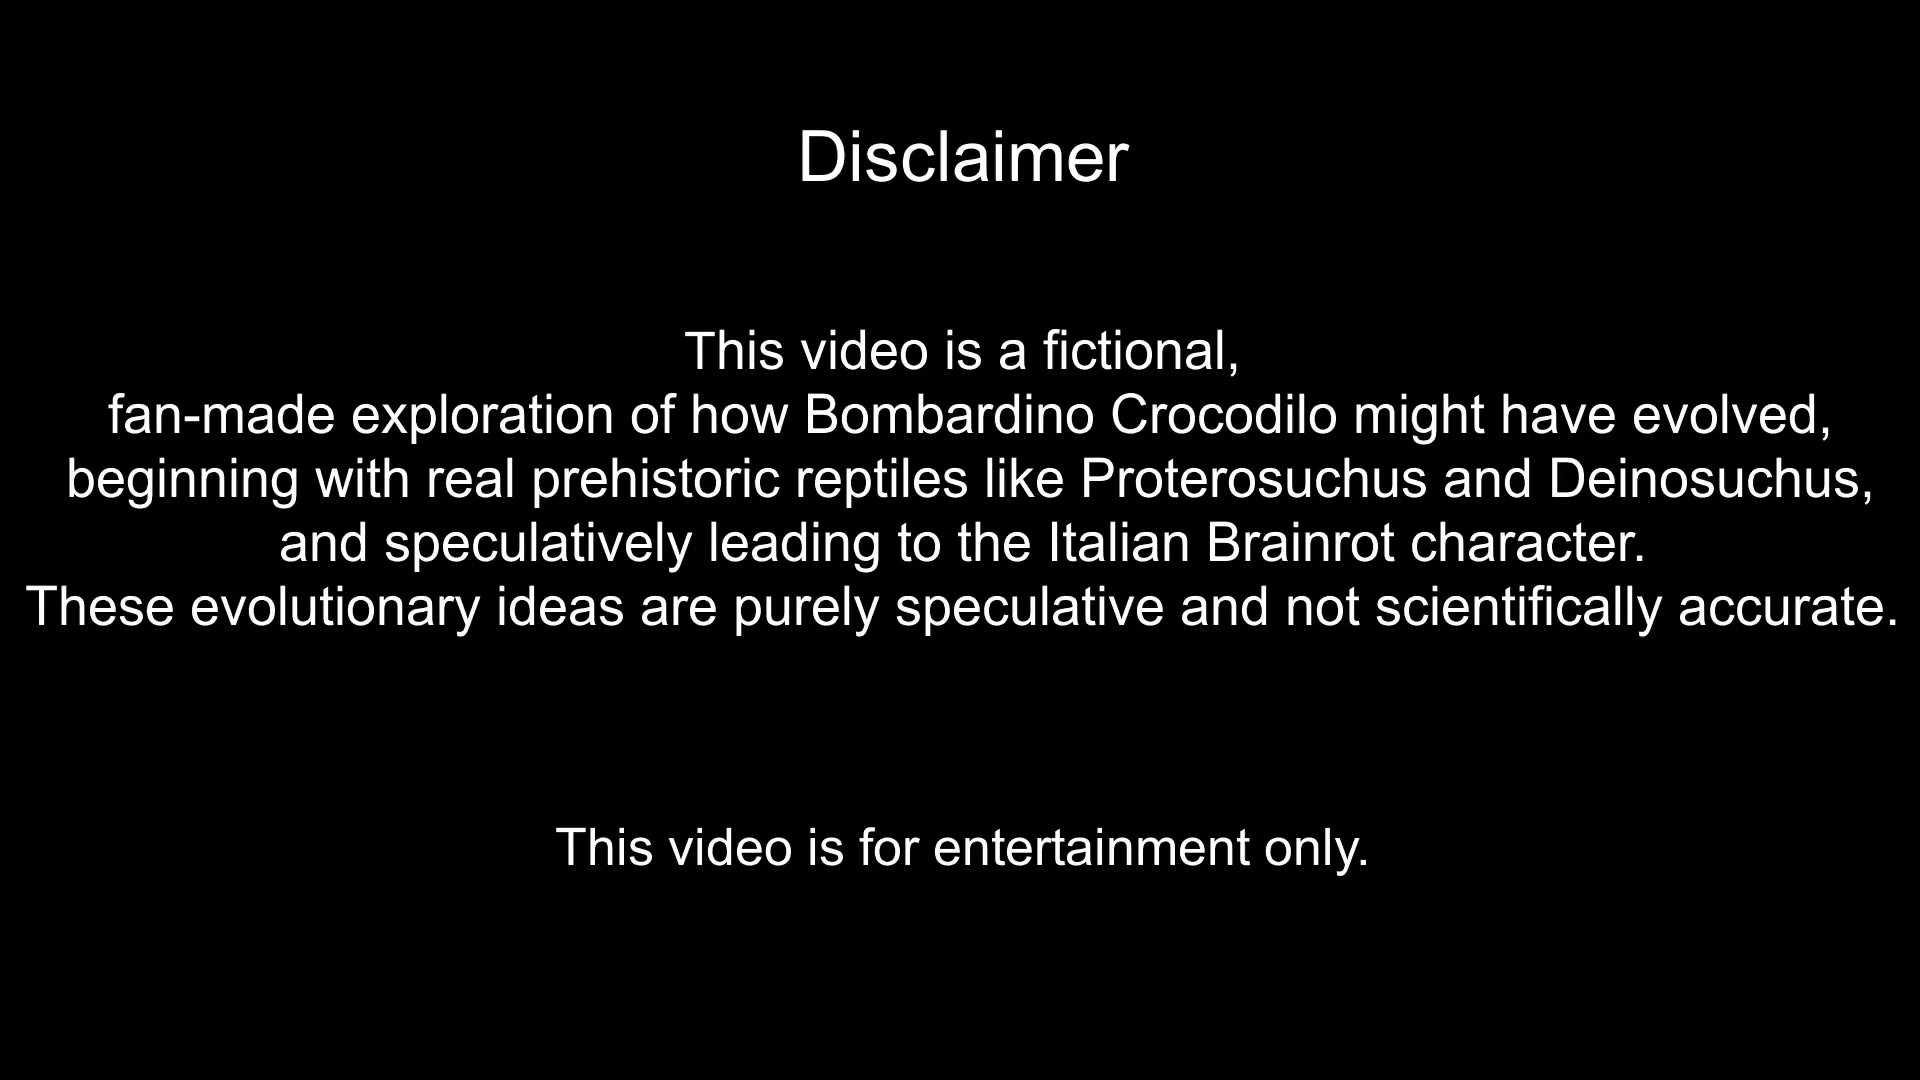 Disclaimer
This video is a fictional,
fan-made exploration of how Bombardino Crocodilo might have evolved,
beginning with real prehistoric reptiles like Proterosuchus and Deinosuchus,
and speculatively leading to the Italian Brainrot character.
These evolutionary ideas are purely speculative and not scientifically accurate.
This video is for entertainment only.